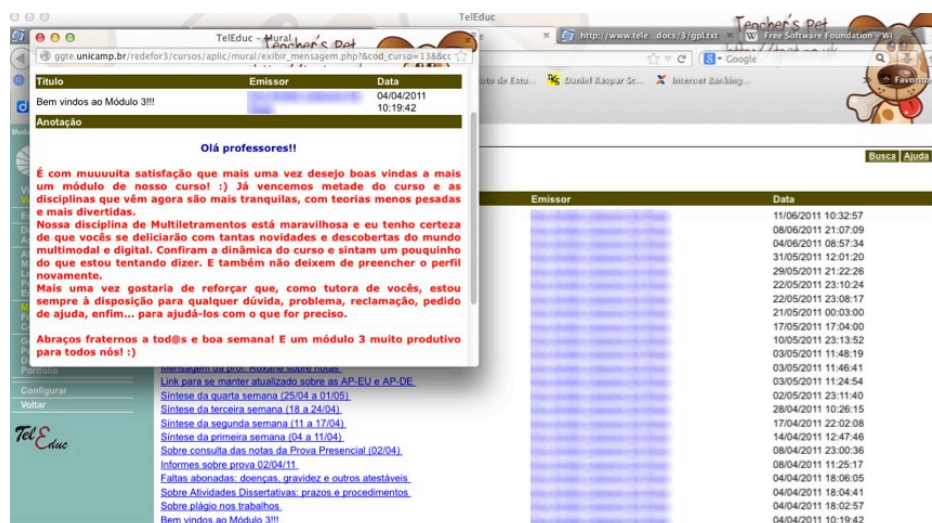 TelEduc
TelEduc – Mural
Teacher's Pet
Teacher's Pet
http://www.tele...docs/3/gpl.txt
Free Software Foundation – Wi...
ggte.unicamp.br/redefor3/cursos/aplic/mural/exibir_mensagem.php?&cod_curso=138&cc
Google
Daniel Kaspar Sc...
Internet Banking
Favorito
Título Emissor Data
Bem vindos ao Módulo 3!!!
04/04/2011
10:19:42
Anotação
Olá professores!!
É com muuuuita satisfação que mais uma vez desejo boas vindas a mais
um módulo de nosso curso! :) Já vencemos metade do curso e as
disciplinas que vêm agora são mais tranquilas, com teorias menos pesadas
e mais divertidas.
Nossa disciplina de Multiletramentos está maravilhosa e eu tenho certeza
de que vocês se deliciarão com tantas novidades e descobertas do mundo
multimodal e digital. Confiram a dinâmica do curso e sintam um pouquinho
do que estou tentando dizer. E também não deixem de preencher o perfil
novamente.
Mais uma vez gostaria de reforçar que, como tutora de vocês, estou
sempre à disposição para qualquer dúvida, problema, reclamação, pedido
de ajuda, enfim... para ajudá-los com o que for preciso.
Abraços fraternos a tod@s e boa semana! E um módulo 3 muito produtivo
para todos nós! :)
Busca Ajuda
Emissor Data
11/06/2011 10:32:57
08/06/2011 21:07:09
04/06/2011 08:57:34
31/05/2011 12:01:20
29/05/2011 21:22:26
22/05/2011 23:10:24
22/05/2011 23:08:17
21/05/2011 00:03:00
17/05/2011 17:04:00
10/05/2011 23:13:52
03/05/2011 11:48:19
Mensagem da prof. Roxane sobre notas 03/05/2011 11:46:41
Link para se manter atualizado sobre as AP-EU e AP-DE 03/05/2011 11:24:54
Síntese da quarta semana (25/04 a 01/05) 02/05/2011 23:11:40
Síntese da terceira semana (18 a 24/04) 28/04/2011 10:26:15
Síntese da segunda semana (11 a 17/04) 17/04/2011 22:02:08
Síntese da primeira semana (04 a 11/04) 14/04/2011 12:47:46
Sobre consulta das notas da Prova Presencial (02/04) 08/04/2011 23:00:36
Informes sobre prova 02/04/11 08/04/2011 11:25:17
Faltas abonadas: doenças, gravidez e outros atestáveis 04/04/2011 18:06:05
Sobre Atividades Dissertativas: prazos e procedimentos 04/04/2011 18:04:41
Sobre plágio nos trabalhos 04/04/2011 18:02:57
Bem vindos ao Módulo 3!!! 04/04/2011 10:19:42
Portfólio
Configurar
Voltar
TelEduc